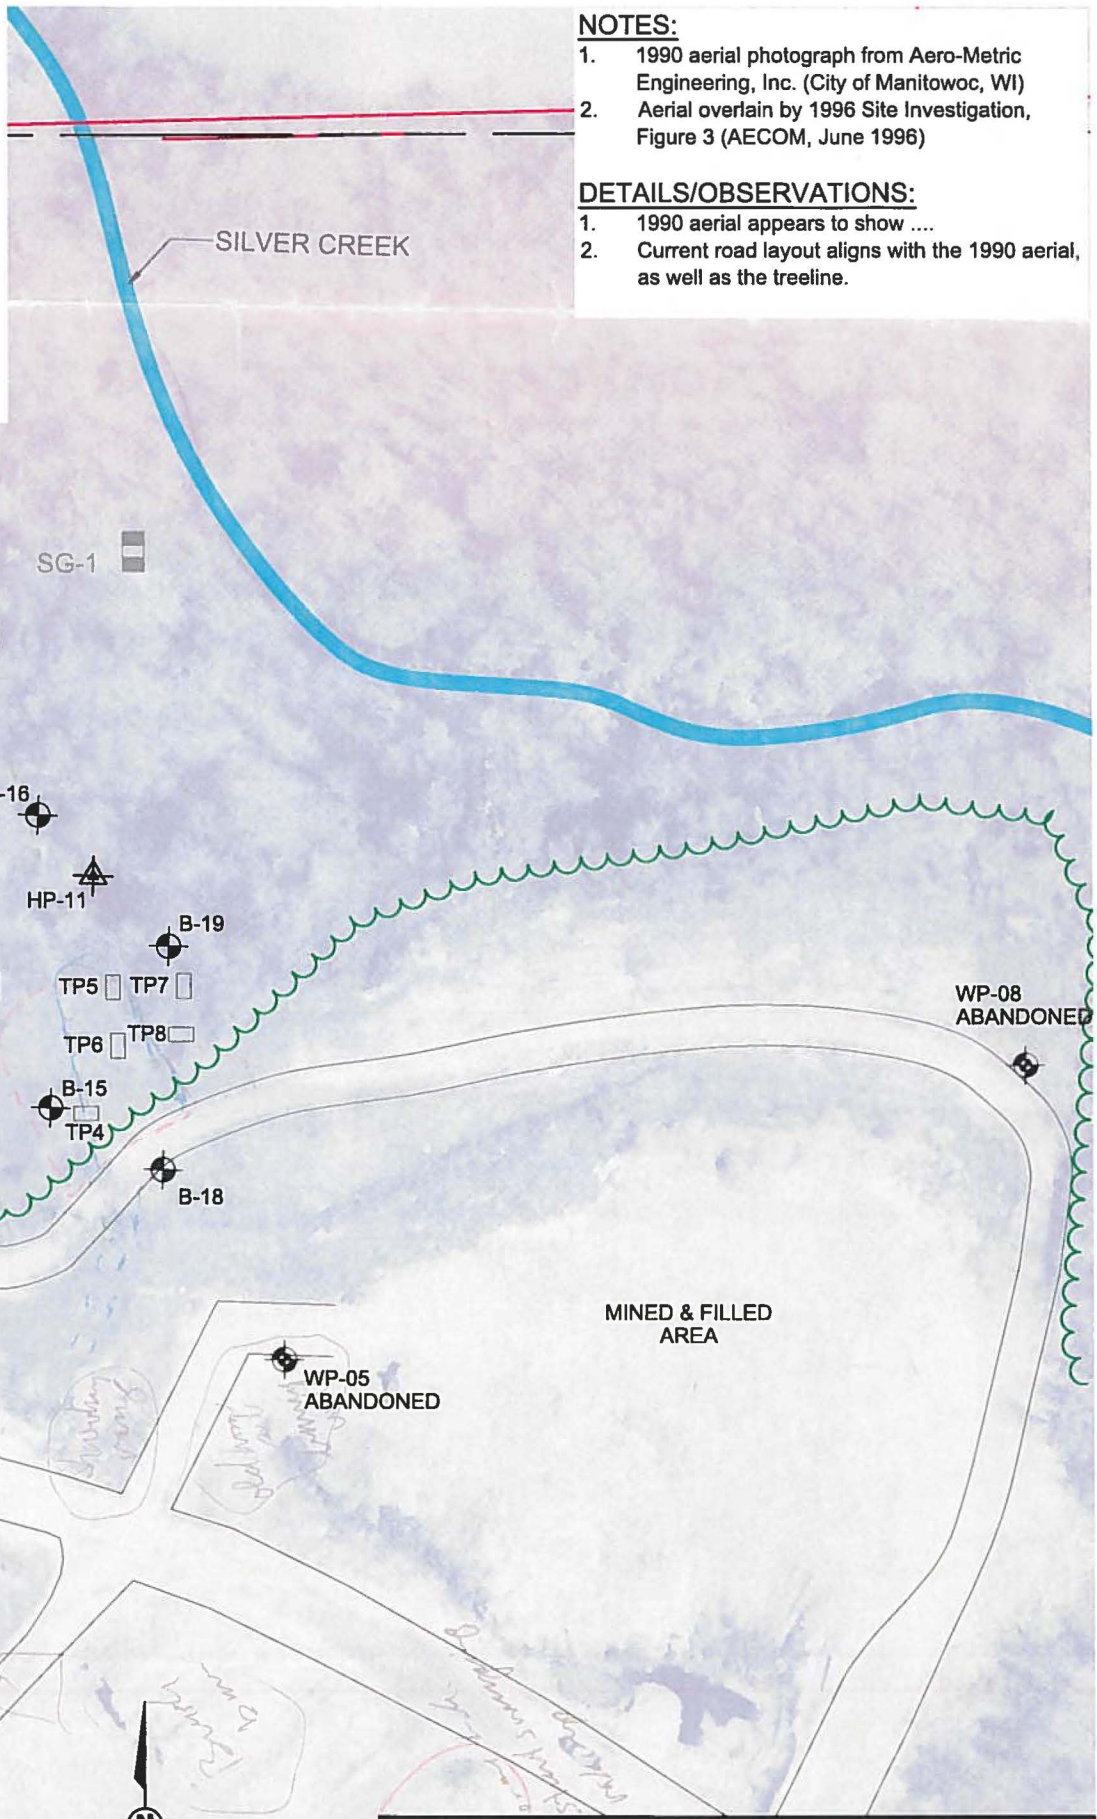 NOTES:
1. 1990 aerial photograph from Aero-Metric
Engineering, Inc. (City of Manitowoc, WI)
2. Aerial overlain by 1996 Site Investigation,
Figure 3 (AECOM, June 1996)
DETAILS/OBSERVATIONS:
1. 1990 aerial appears to show ....
2. Current road layout aligns with the 1990 aerial,
as well as the treeline.
SILVER CREEK
SG-1
-16
HP-11
B-19
TP5
TP7
TP6
TP8
B-15
TP4
B-18
WP-08
ABANDONED
MINED & FILLED
AREA
WP-05
ABANDONED
Brush
N